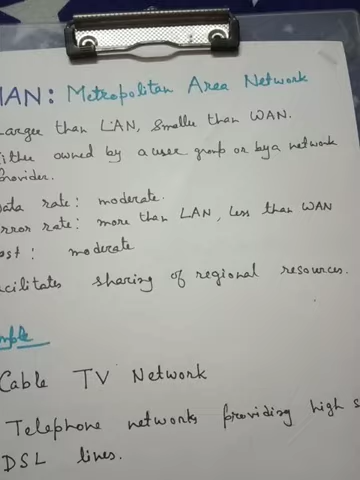 MAN: Metropolitan Area Network
Larger than LAN, Smaller than WAN.
either owned by a user group or by a network
provider.
Data rate: moderate.
Error rate: more than LAN, Less than WAN
Cost: moderate
facilitates sharing of regional resources.
Example
Cable TV Network
Telephone networks providing high s
DSL lines.